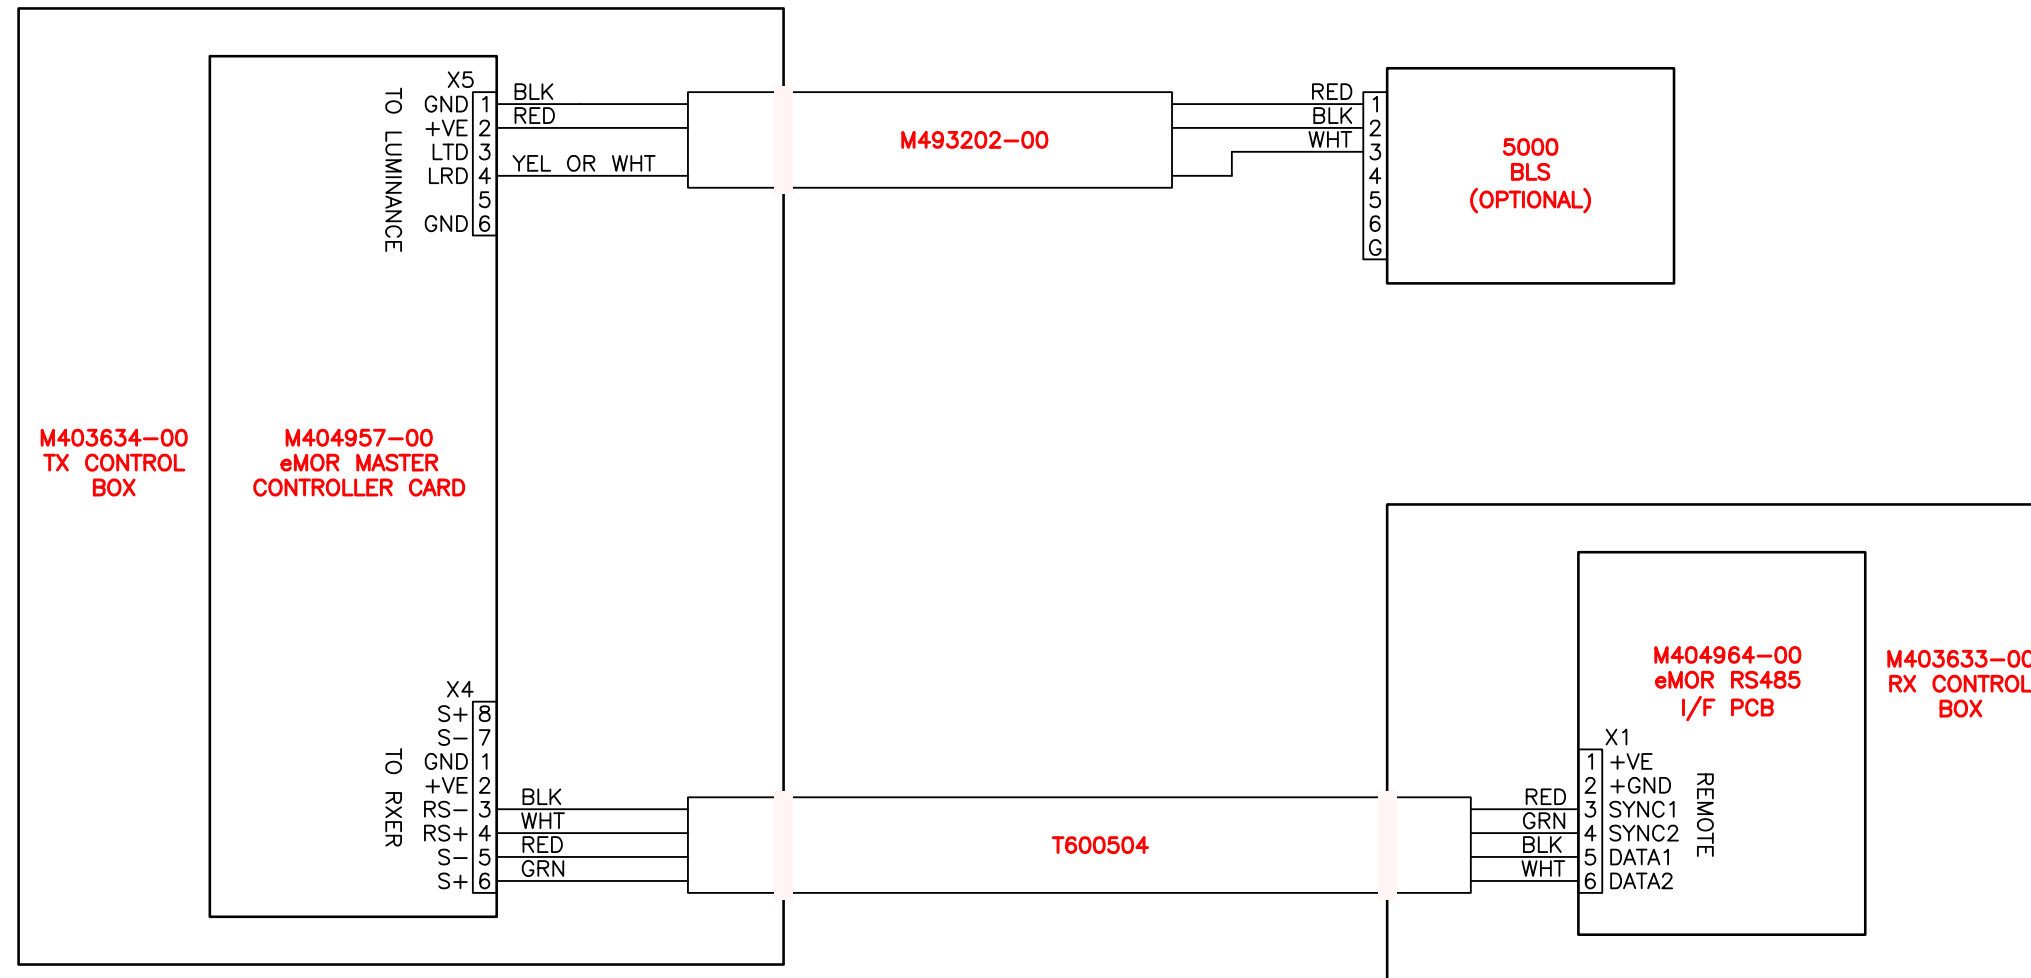 X5
GND 1
+VE 2
LTD 3
LRD 4
5
GND 6
TO LUMINANCE
BLK
RED
YEL OR WHT
M493202-00
RED
BLK
WHT
1
2
3
4
5
6
G
5000
BLS
(OPTIONAL)
M403634-00
TX CONTROL
BOX
M404957-00
eMOR MASTER
CONTROLLER CARD
X4
S+ 8
S- 7
GND 1
+VE 2
RS- 3
RS+ 4
S- 5
S+ 6
TO RXER
BLK
WHT
RED
GRN
T600504
RED
GRN
BLK
WHT
M404964-00
eMOR RS485
I/F PCB
X1
1 +VE
2 +GND
3 SYNC1
4 SYNC2
5 DATA1
6 DATA2
REMOTE
M403633-00
RX CONTROL
BOX